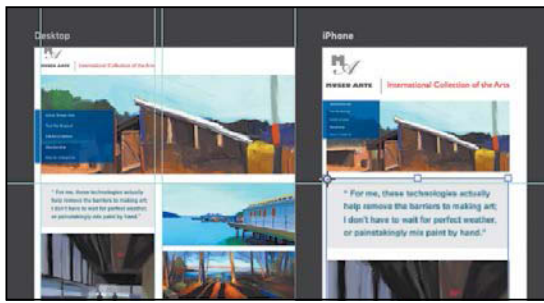 Desktop
MUSEO ARTE | International Collection of the Arts
" For me, these technologies actually
help remove the barriers to making art;
I don't have to wait for perfect weather,
or painstakingly mix paint by hand."
iPhone
MUSEO ARTE | International Collection of the Arts
" For me, these technologies actually
help remove the barriers to making art;
I don't have to wait for perfect weather,
or painstakingly mix paint by hand."